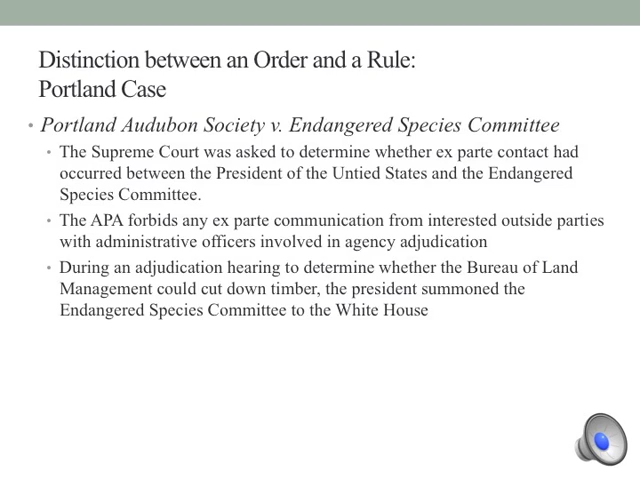 Distinction between an Order and a Rule:
Portland Case
• Portland Audubon Society v. Endangered Species Committee
• The Supreme Court was asked to determine whether ex parte contact had
occurred between the President of the Untied States and the Endangered
Species Committee.
• The APA forbids any ex parte communication from interested outside parties
with administrative officers involved in agency adjudication
• During an adjudication hearing to determine whether the Bureau of Land
Management could cut down timber, the president summoned the
Endangered Species Committee to the White House